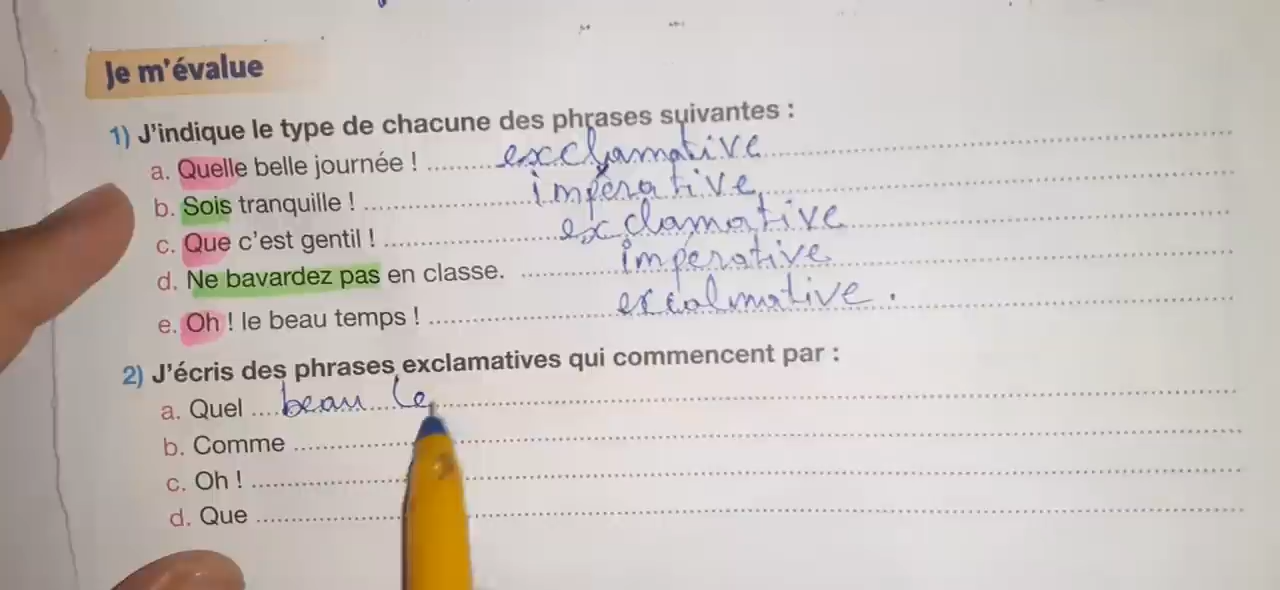 Je m'évalue
1) J'indique le type de chacune des phrases suivantes :
a. Quelle belle journée ! ........ exclamative
b. Sois tranquille ! ........ impérative
c. Que c'est gentil ! ........ exclamative
d. Ne bavardez pas en classe. ........ impérative
e. Oh ! le beau temps ! ........ excalmative.
2) J'écris des phrases exclamatives qui commencent par :
a. Quel .... beau le
b. Comme ........
c. Oh ! ........
d. Que ........